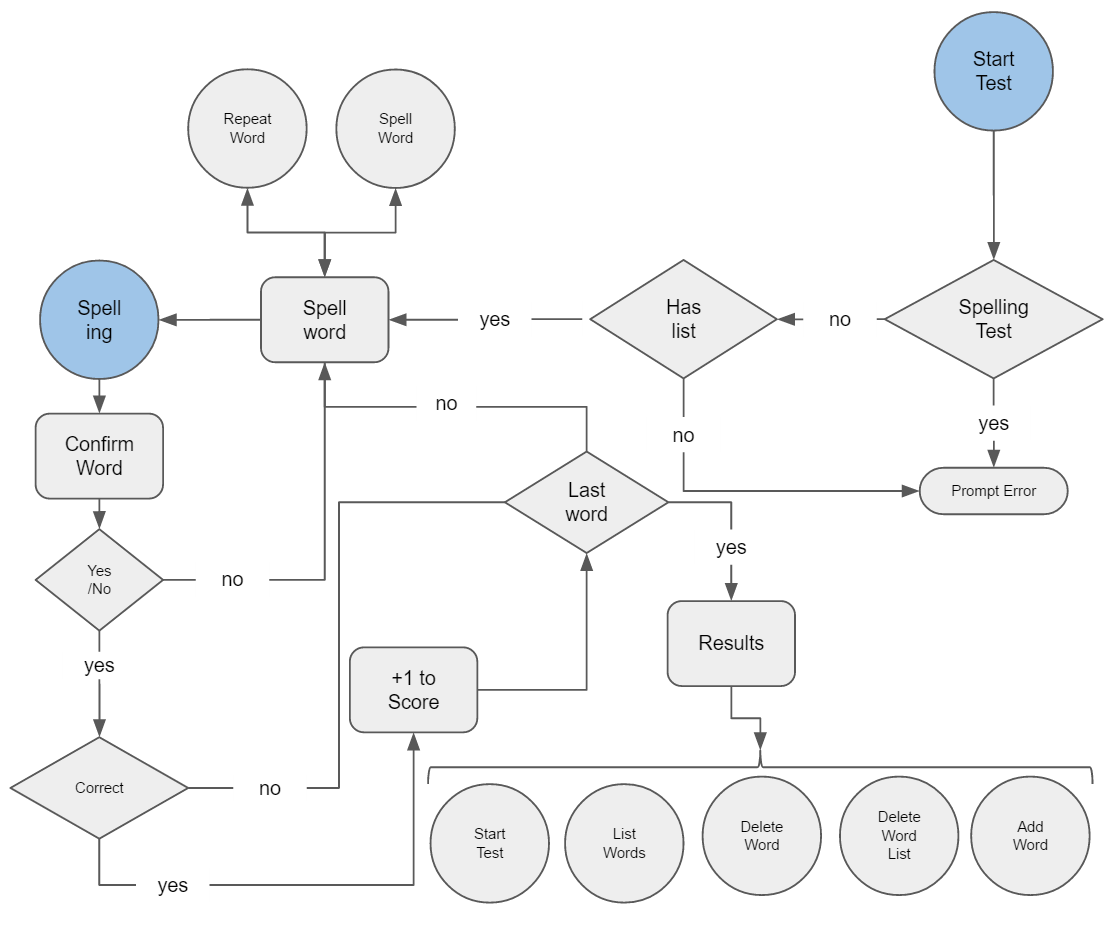 Start
Test
Repeat
Word
Spell
Word
Spell
ing
Spell
word
yes
Has
list
no
Spelling
Test
no
no
yes
Confirm
Word
Last
word
Prompt Error
yes
Yes
/No
no
yes
+1 to
Score
Results
Correct
no
yes
Start
Test
List
Words
Delete
Word
Delete
Word
List
Add
Word